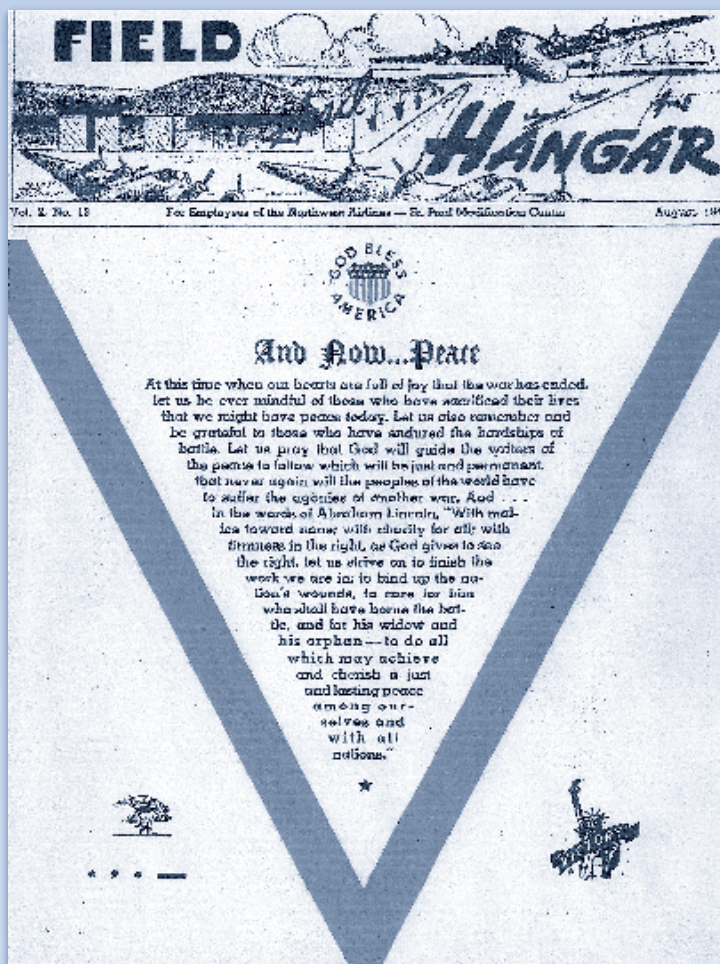 FIELD
and
HANGAR
Vol. 2, No. 13 For Employees of the Northwest Airlines — St. Paul Modification Center August
GOD BLESS
AMERICA
And Now...Peace
At this time when our hearts are full of joy that the war has ended,
let us be ever mindful of those who have sacrificed their lives
that we might have peace today. Let us also remember and
be grateful to those who have endured the hardships of
battle. Let us pray that God will guide the writers of
the peace to follow which will be just and permanent,
that never again will the peoples of the world have
to suffer the agonies of another war. And . . .
in the words of Abraham Lincoln, "With mal-
ice toward none; with charity for all; with
firmness in the right, as God gives to see
the right, let us strive on to finish the
work we are in; to bind up the na-
tion's wounds, to care for him
who shall have borne the bat-
tle, and for his widow and
his orphan—to do all
which may achieve
and cherish a just
and lasting peace
among our-
selves and
with all
nations."